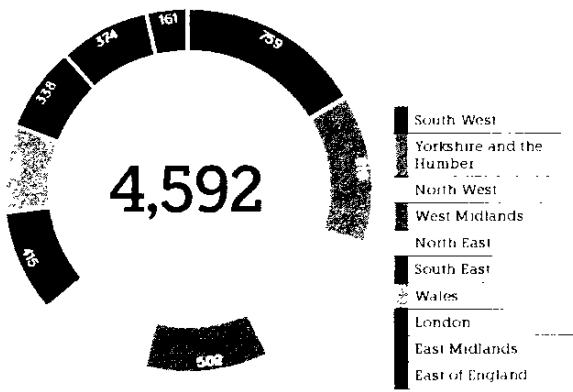 161
374
759
338
4,592
415
502
South West
Yorkshire and the
Humber
North West
West Midlands
North East
South East
Wales
London
East Midlands
East of England